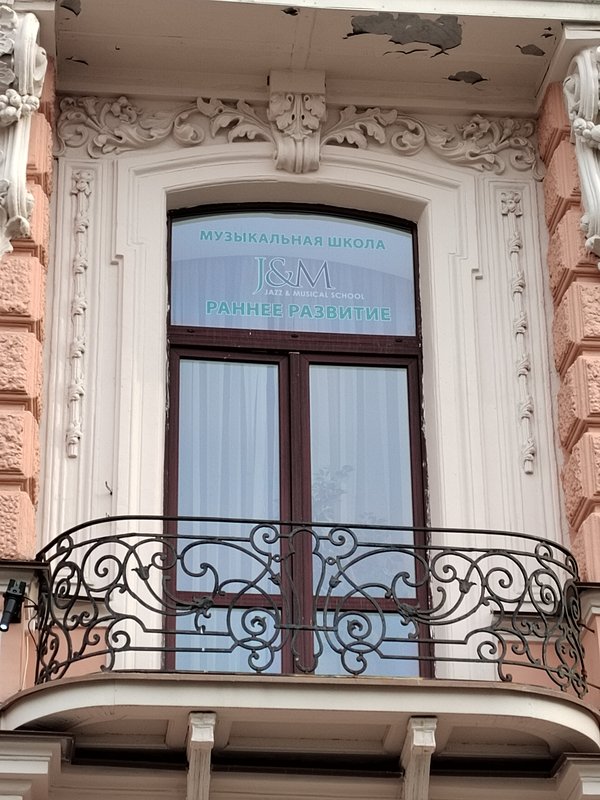 МУЗЫКАЛЬНАЯ ШКОЛА
J&M
JAZZ & MUSICAL SCHOOL
РАННЕЕ РАЗВИТИЕ